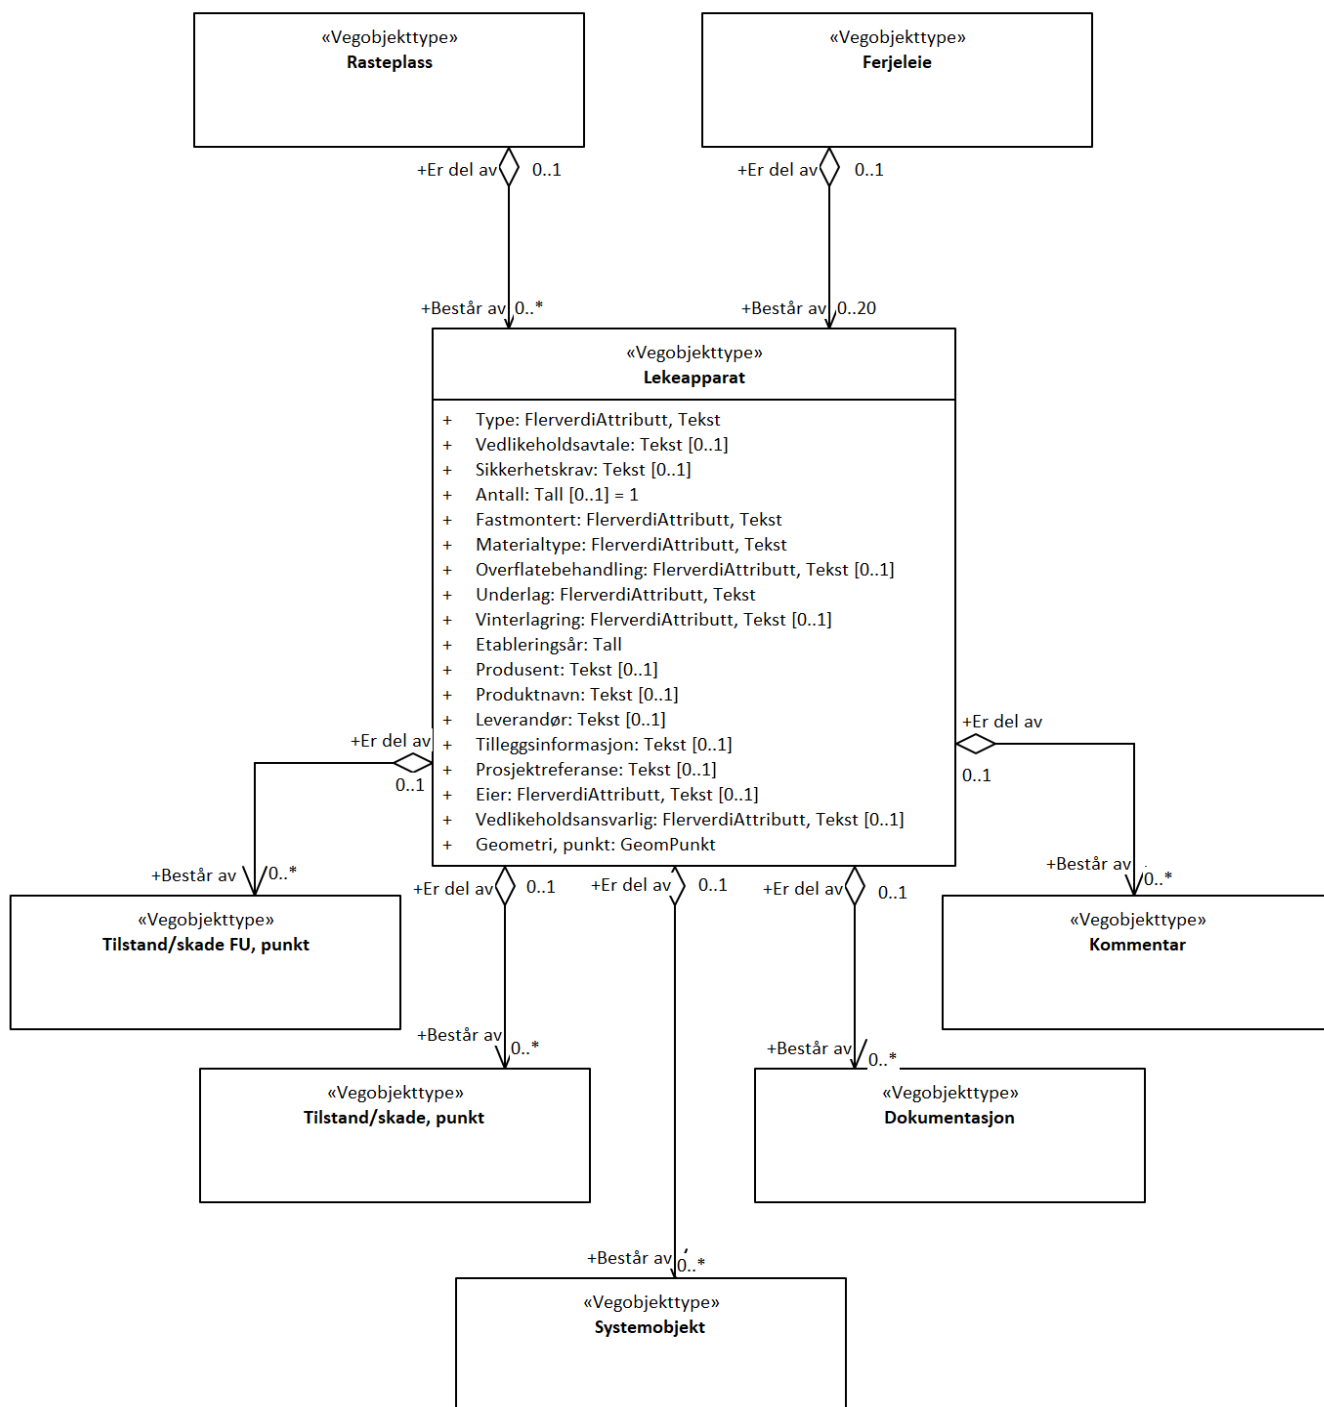 «Vegobjekttype»
Rasteplass
«Vegobjekttype»
Ferjeleie
+Er del av 0..1
+Er del av 0..1
+Består av 0..*
+Består av 0..20
«Vegobjekttype»
Lekeapparat
+ Type: FlerverdiAttributt, Tekst
+ Vedlikeholdsavtale: Tekst [0..1]
+ Sikkerhetskrav: Tekst [0..1]
+ Antall: Tall [0..1] = 1
+ Fastmontert: FlerverdiAttributt, Tekst
+ Materialtype: FlerverdiAttributt, Tekst
+ Overflatebehandling: FlerverdiAttributt, Tekst [0..1]
+ Underlag: FlerverdiAttributt, Tekst
+ Vinterlagring: FlerverdiAttributt, Tekst [0..1]
+ Etableringsår: Tall
+ Produsent: Tekst [0..1]
+ Produktnavn: Tekst [0..1]
+ Leverandør: Tekst [0..1]
+ Tilleggsinformasjon: Tekst [0..1]
+ Prosjektreferanse: Tekst [0..1]
+ Eier: FlerverdiAttributt, Tekst [0..1]
+ Vedlikeholdsansvarlig: FlerverdiAttributt, Tekst [0..1]
+ Geometri, punkt: GeomPunkt
+Er del av
0..1
+Er del av
0..1
+Består av 0..*
+Er del av 0..1
+Er del av 0..1
+Er del av 0..1
+Består av 0..*
«Vegobjekttype»
Tilstand/skade FU, punkt
«Vegobjekttype»
Kommentar
+Består av 0..*
+Består av 0..*
«Vegobjekttype»
Tilstand/skade, punkt
«Vegobjekttype»
Dokumentasjon
+Består av 0..*
«Vegobjekttype»
Systemobjekt